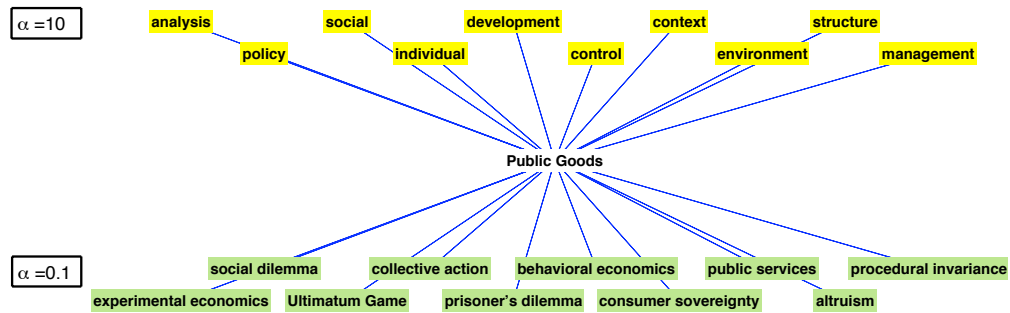 α =10
analysis social development context structure
policy individual control environment management
Public Goods
α =0.1
social dilemma collective action behavioral economics public services procedural invariance
experimental economics Ultimatum Game prisoner's dilemma consumer sovereignty altruism